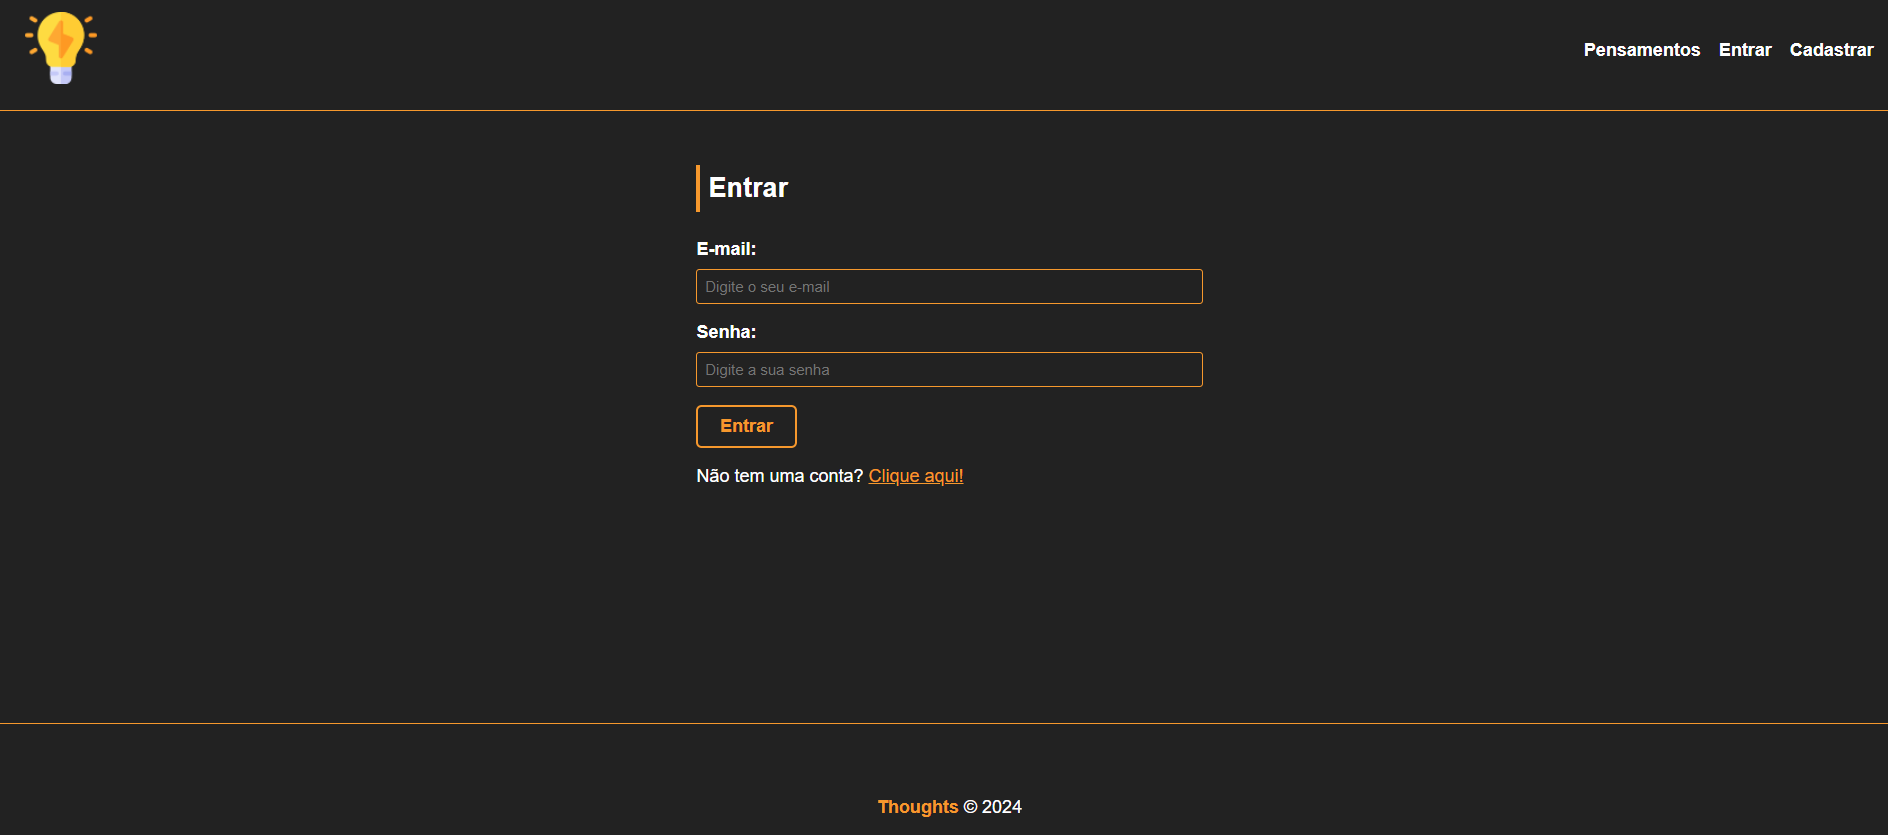 Pensamentos Entrar Cadastrar
Entrar
E-mail:
Digite o seu e-mail
Senha:
Digite a sua senha
Entrar
Não tem uma conta? Clique aqui!
Thoughts © 2024